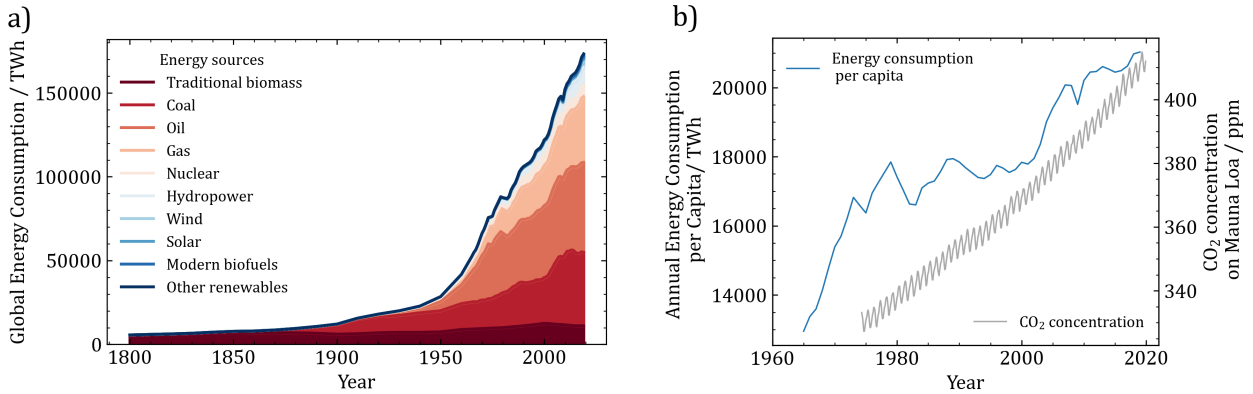 a)
Global Energy Consumption / TWh
150000
100000
50000
0
Energy sources
Traditional biomass
Coal
Oil
Gas
Nuclear
Hydropower
Wind
Solar
Modern biofuels
Other renewables
1800
1850
1900
1950
2000
Year
b)
Annual Energy Consumption
per Capita/ TWh
20000
18000
16000
14000
Energy consumption
per capita
CO₂ concentration
1960
1980
2000
2020
Year
400
380
360
340
CO₂ concentration
on Mauna Loa / ppm